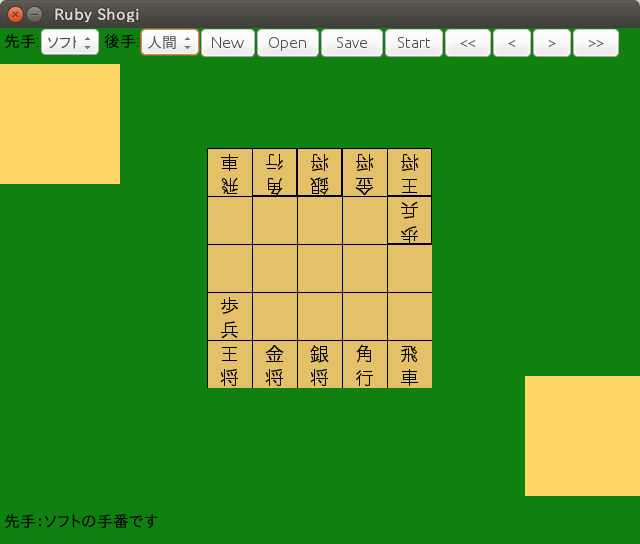 Ruby Shogi
先手: ソフト 後手: 人間 New Open Save Start << < > >>
飛車 角行 銀将 金将 王将
歩兵
歩兵
王将 金将 銀将 角行 飛車
先手：ソフトの手番です